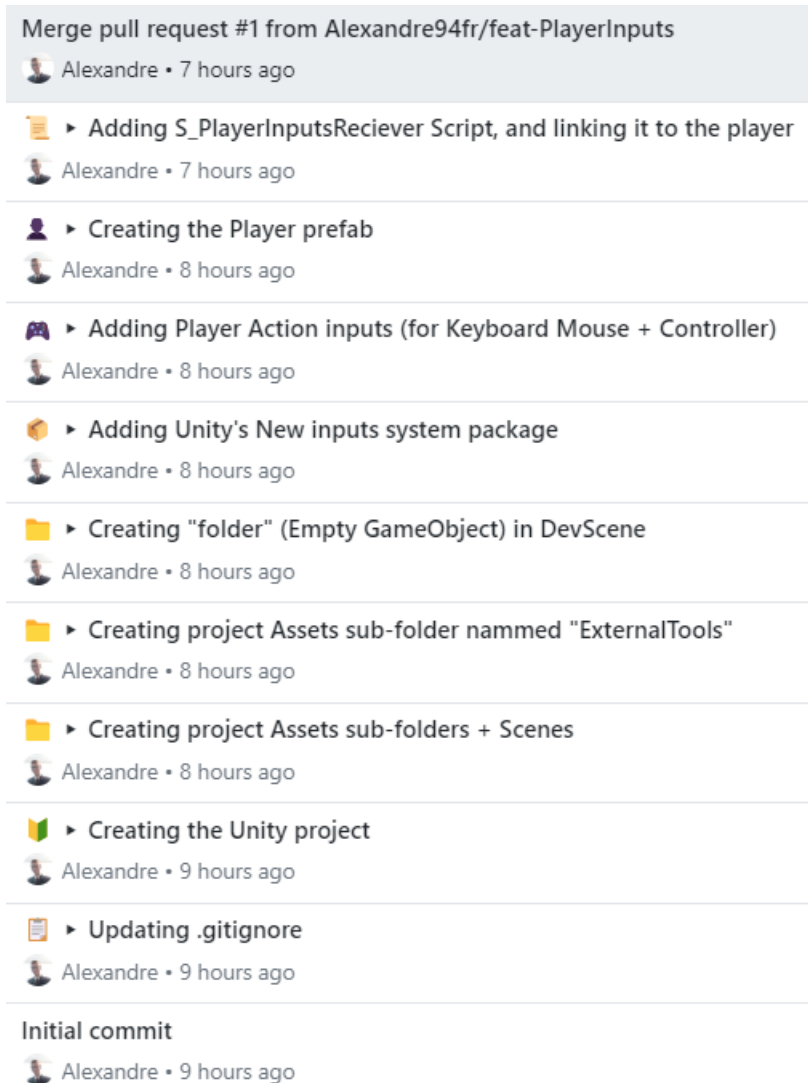 Merge pull request #1 from Alexandre94fr/feat-PlayerInputs
Alexandre • 7 hours ago
📜 ‣ Adding S_PlayerInputsReciever Script, and linking it to the player
Alexandre • 7 hours ago
👤 ‣ Creating the Player prefab
Alexandre • 8 hours ago
🎮 ‣ Adding Player Action inputs (for Keyboard Mouse + Controller)
Alexandre • 8 hours ago
📦 ‣ Adding Unity's New inputs system package
Alexandre • 8 hours ago
📁 ‣ Creating "folder" (Empty GameObject) in DevScene
Alexandre • 8 hours ago
📁 ‣ Creating project Assets sub-folder nammed "ExternalTools"
Alexandre • 8 hours ago
📁 ‣ Creating project Assets sub-folders + Scenes
Alexandre • 8 hours ago
🔰 ‣ Creating the Unity project
Alexandre • 9 hours ago
📋 ‣ Updating .gitignore
Alexandre • 9 hours ago
Initial commit
Alexandre • 9 hours ago